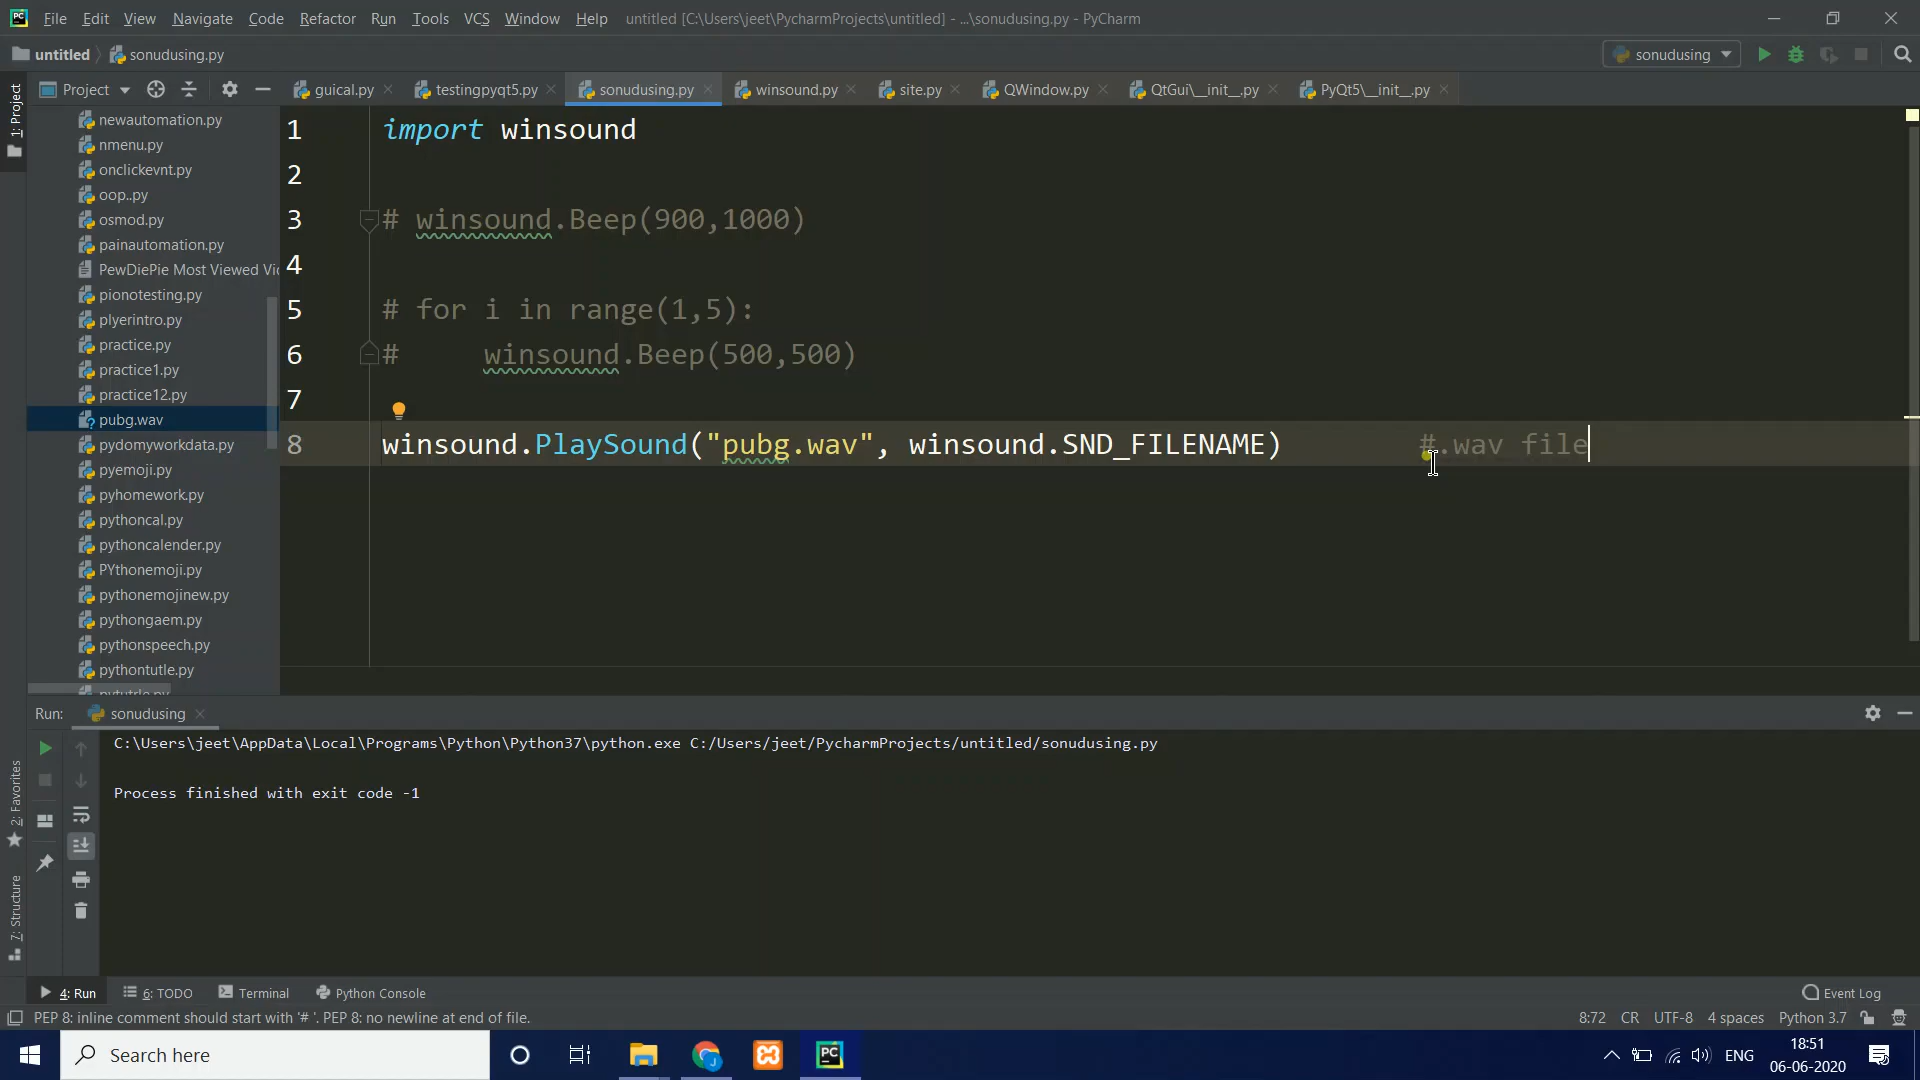 File Edit View Navigate Code Refactor Run Tools VCS Window Help untitled [C:\Users\jeet\PycharmProjects\untitled] - ...\sonudusing.py - PyCharm
untitled sonudusing.py sonudusing
Project guical.py testingpyqt5.py sonudusing.py winsound.py site.py QWindow.py QtGui\__init__.py PyQt5\__init__.py
1: Project
newautomation.py
nmenu.py
onclickevnt.py
oop..py
osmod.py
painautomation.py
PewDiePie Most Viewed Vi
pionotesting.py
plyerintro.py
practice.py
practice1.py
practice12.py
pubg.wav
pydomyworkdata.py
pyemoji.py
pyhomework.py
pythoncal.py
pythoncalender.py
PYthonemoji.py
pythonemojinew.py
pythongaem.py
pythonspeech.py
pythontutle.py
1 import winsound
2
3 # winsound.Beep(900,1000)
4
5 # for i in range(1,5):
6 #     winsound.Beep(500,500)
7
8 winsound.PlaySound("pubg.wav", winsound.SND_FILENAME)        #.wav file
Run: sonudusing
C:\Users\jeet\AppData\Local\Programs\Python\Python37\python.exe C:/Users/jeet/PycharmProjects/untitled/sonudusing.py
Process finished with exit code -1
2: Favorites
7: Structure
4: Run 6: TODO Terminal Python Console Event Log
PEP 8: inline comment should start with '# '. PEP 8: no newline at end of file. 8:72 CR UTF-8 4 spaces Python 3.7
Search here PC ENG 18:51
06-06-2020